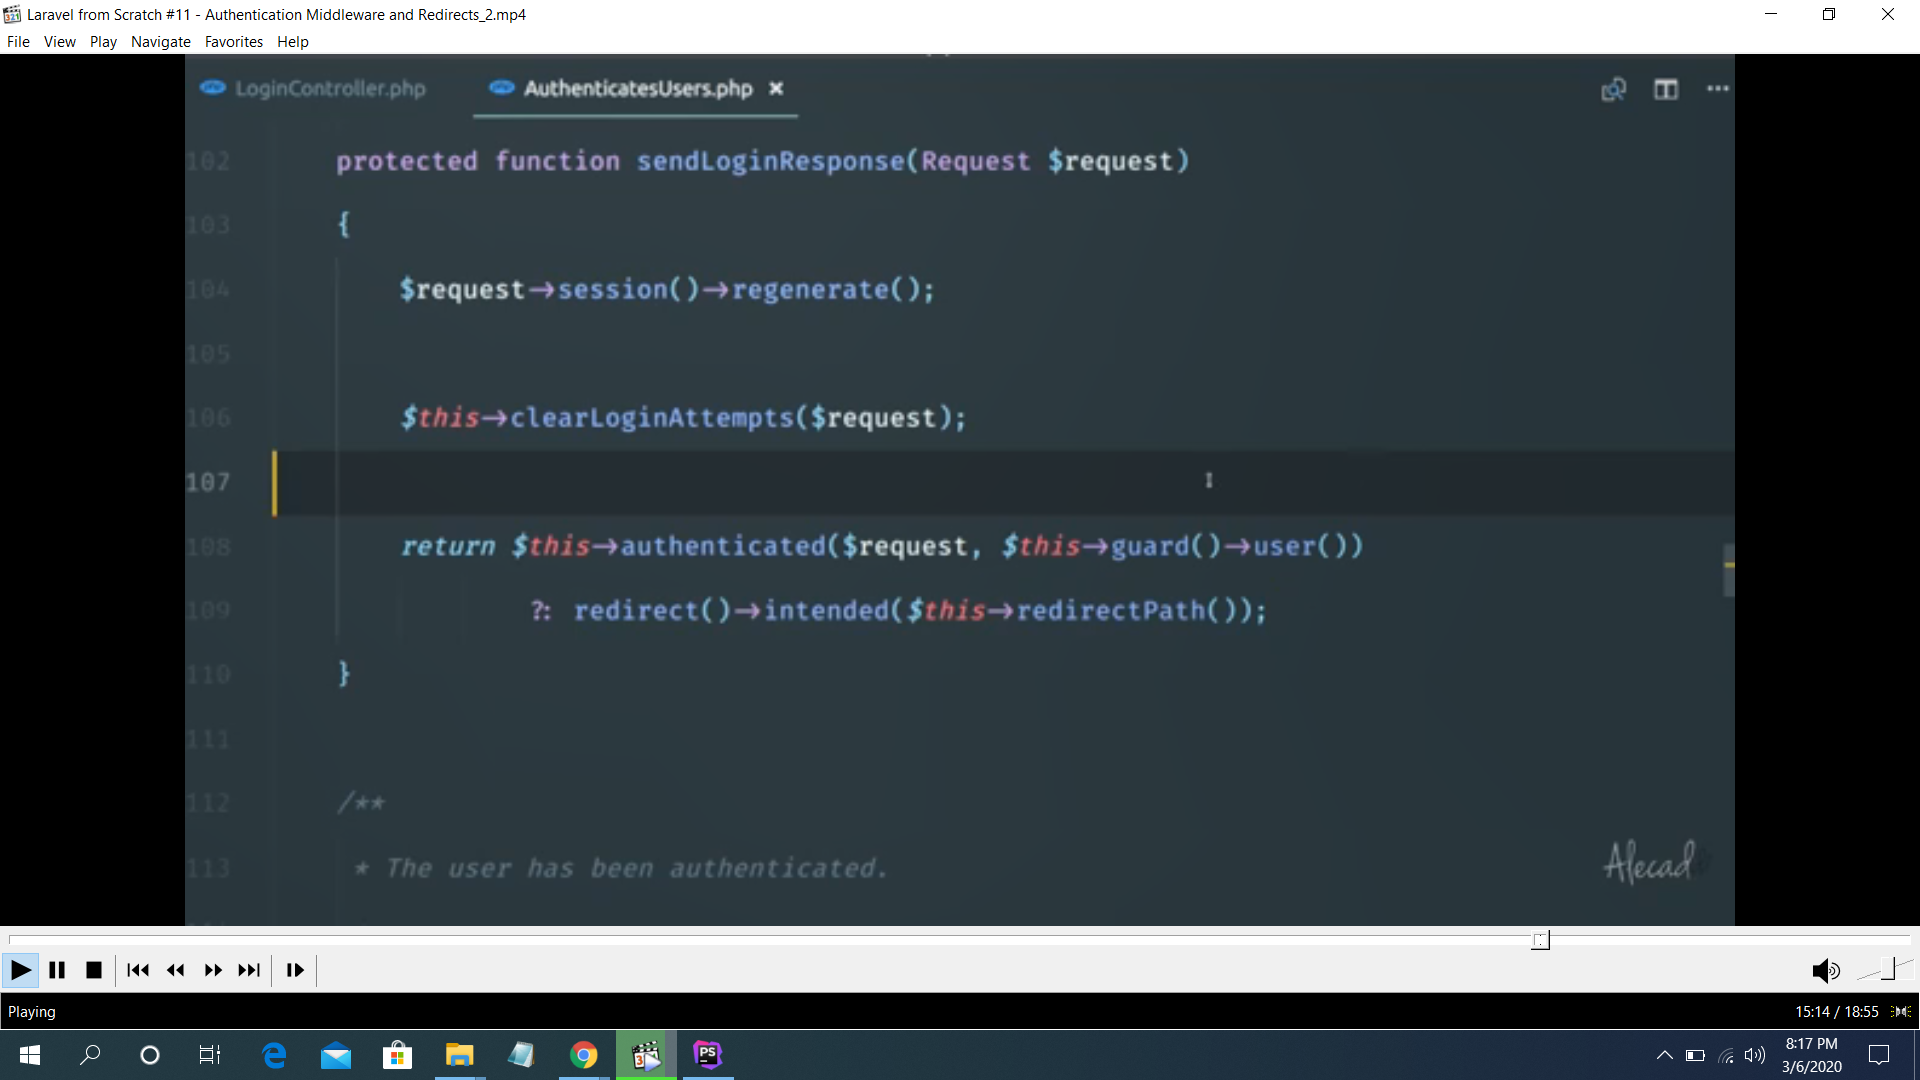 Laravel from Scratch #11 - Authentication Middleware and Redirects_2.mp4
File View Play Navigate Favorites Help
LoginController.php AuthenticatesUsers.php
102 protected function sendLoginResponse(Request $request)
103 {
104 $request->session()->regenerate();
105
106 $this->clearLoginAttempts($request);
107
108 return $this->authenticated($request, $this->guard()->user())
109 ?: redirect()->intended($this->redirectPath());
110 }
111
112 /**
113 * The user has been authenticated.
Alecad
Playing 15:14 / 18:55
PS
8:17 PM
3/6/2020